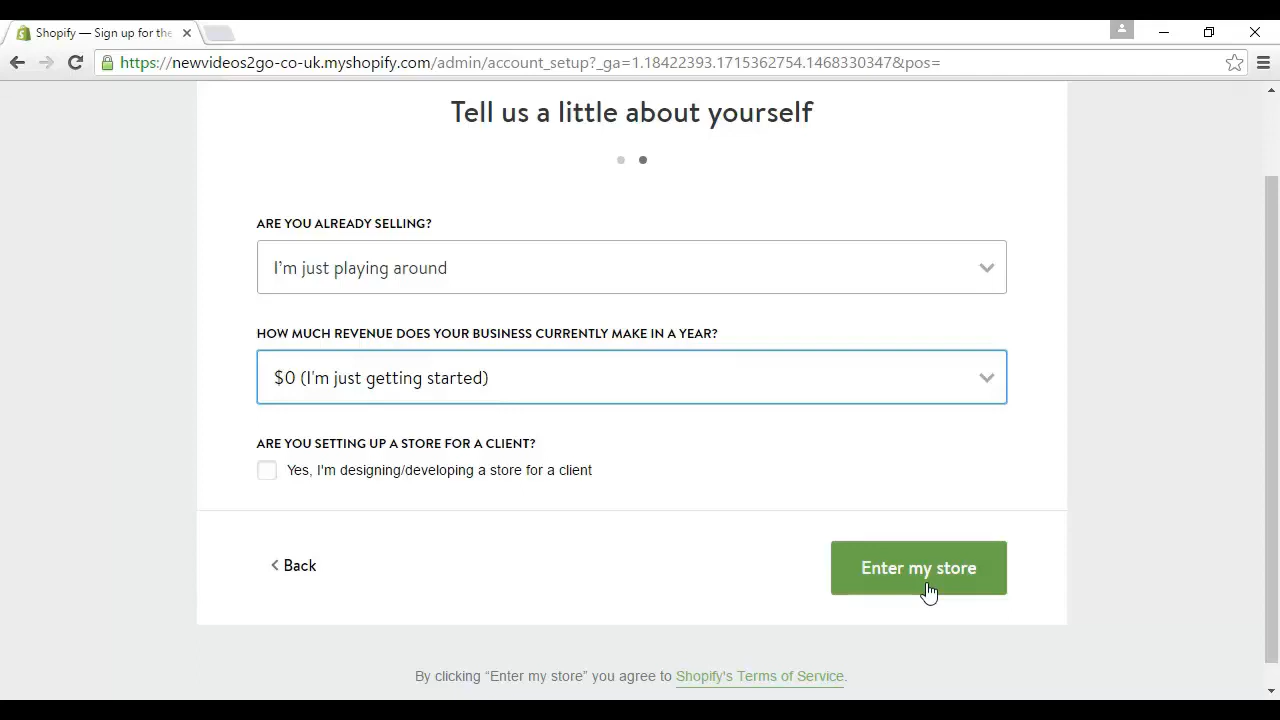 Shopify — Sign up for the
https://newvideos2go-co-uk.myshopify.com/admin/account_setup?_ga=1.18422393.1715362754.1468330347&pos=
Tell us a little about yourself
ARE YOU ALREADY SELLING?
I'm just playing around
HOW MUCH REVENUE DOES YOUR BUSINESS CURRENTLY MAKE IN A YEAR?
$0 (I'm just getting started)
ARE YOU SETTING UP A STORE FOR A CLIENT?
Yes, I'm designing/developing a store for a client
Back
Enter my store
By clicking “Enter my store” you agree to Shopify's Terms of Service.